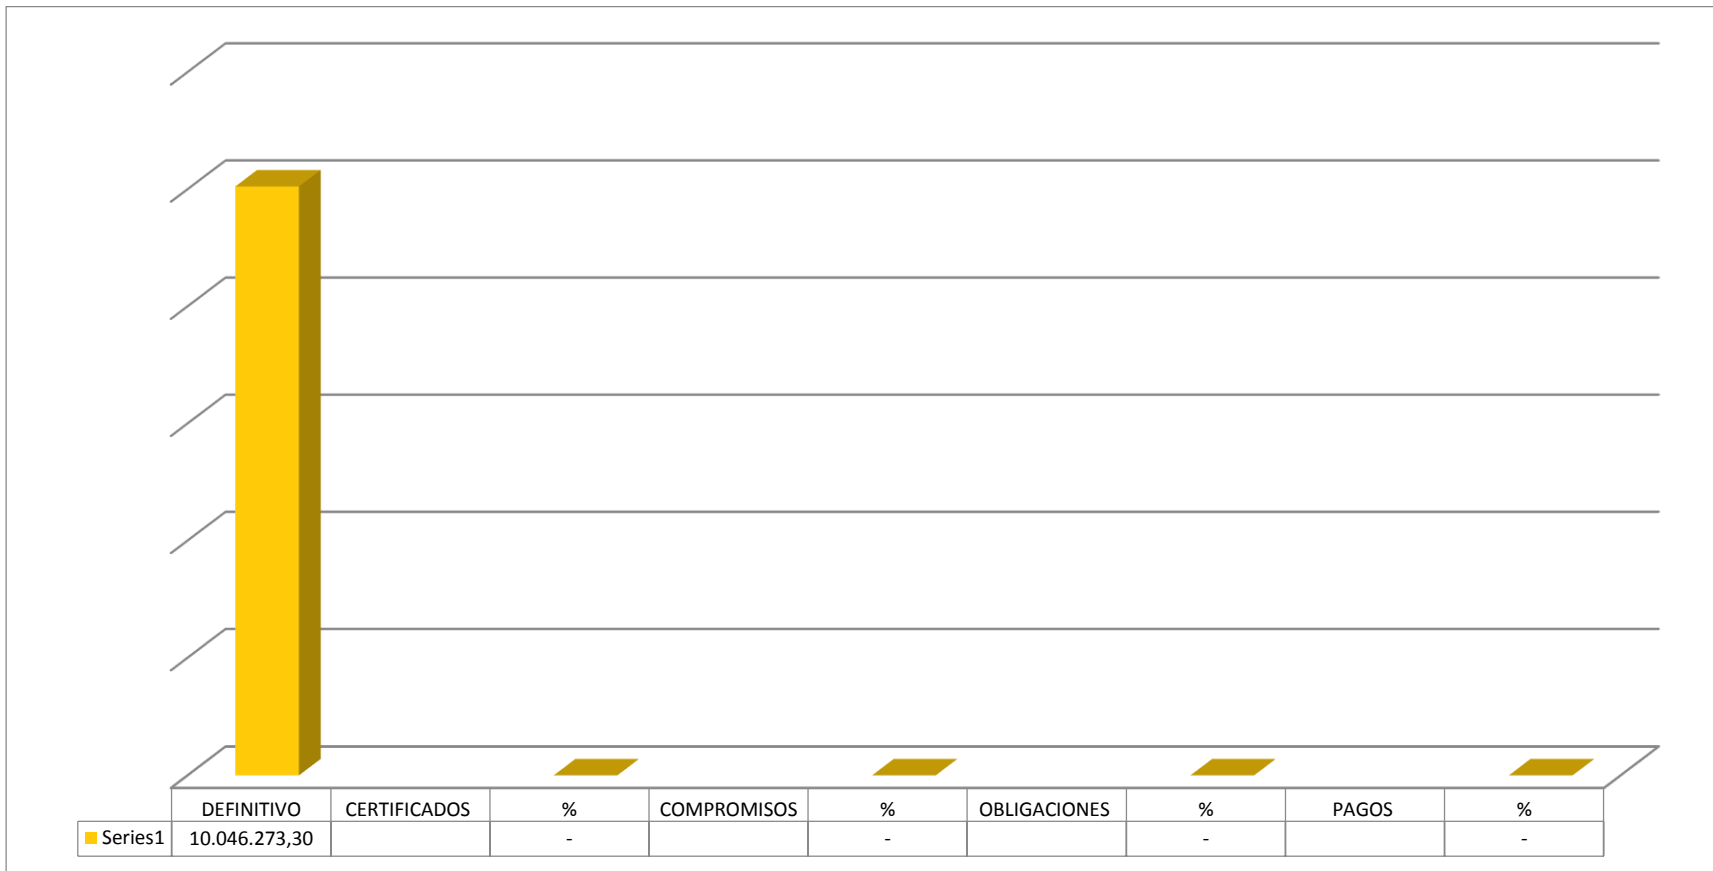 DEFINITIVO CERTIFICADOS % COMPROMISOS % OBLIGACIONES % PAGOS %
Series1 10.046.273,30 - - - -